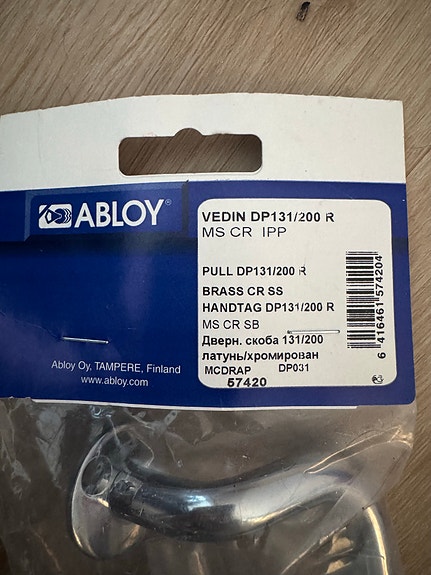 ABLOY®
VEDIN DP131/200 R
MS CR IPP
PULL DP131/200 R
BRASS CR SS
HANDTAG DP131/200 R
MS CR SB
Дверн. скоба 131/200
латунь/хромирован
MCDRAP DP031
57420
6 416461 574204
Abloy Oy, TAMPERE, Finland
www.abloy.com